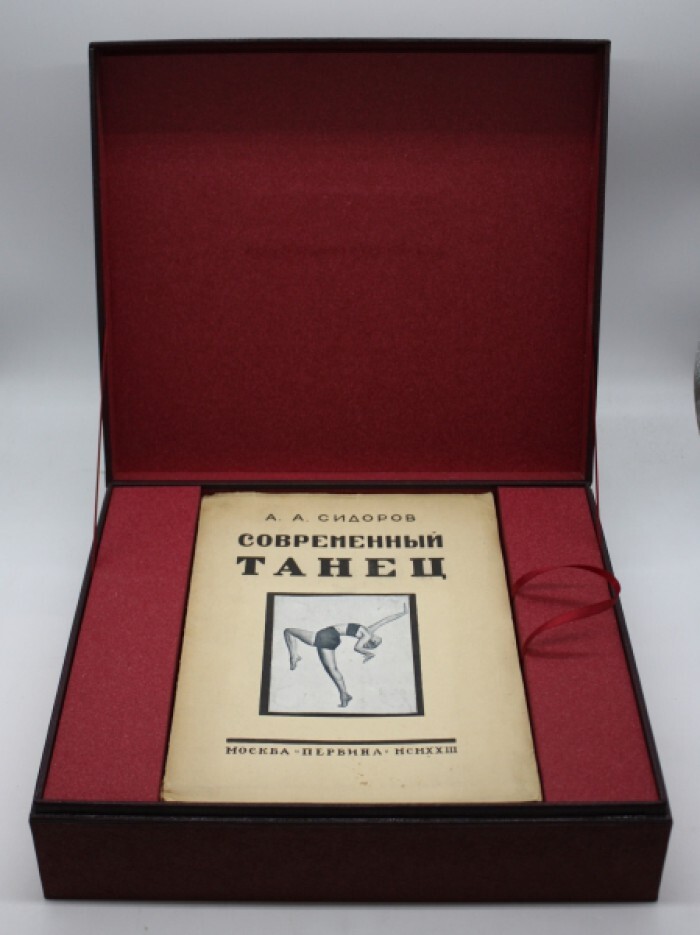 А. А. СИДОРОВ
СОВРЕМЕННЫЙ
ТАНЕЦ
МОСКВА · ПЕРВИНА · MCMXXIII